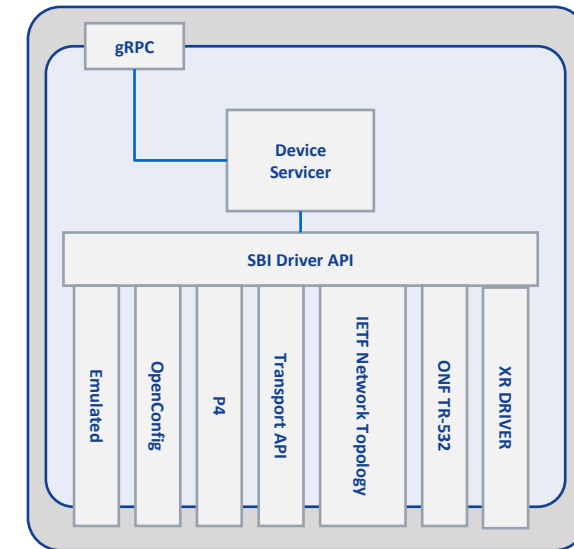 gRPC
Device
Servicer
SBI Driver API
Emulated
OpenConfig
P4
Transport API
IETF Network Topology
ONF TR-532
XR DRIVER